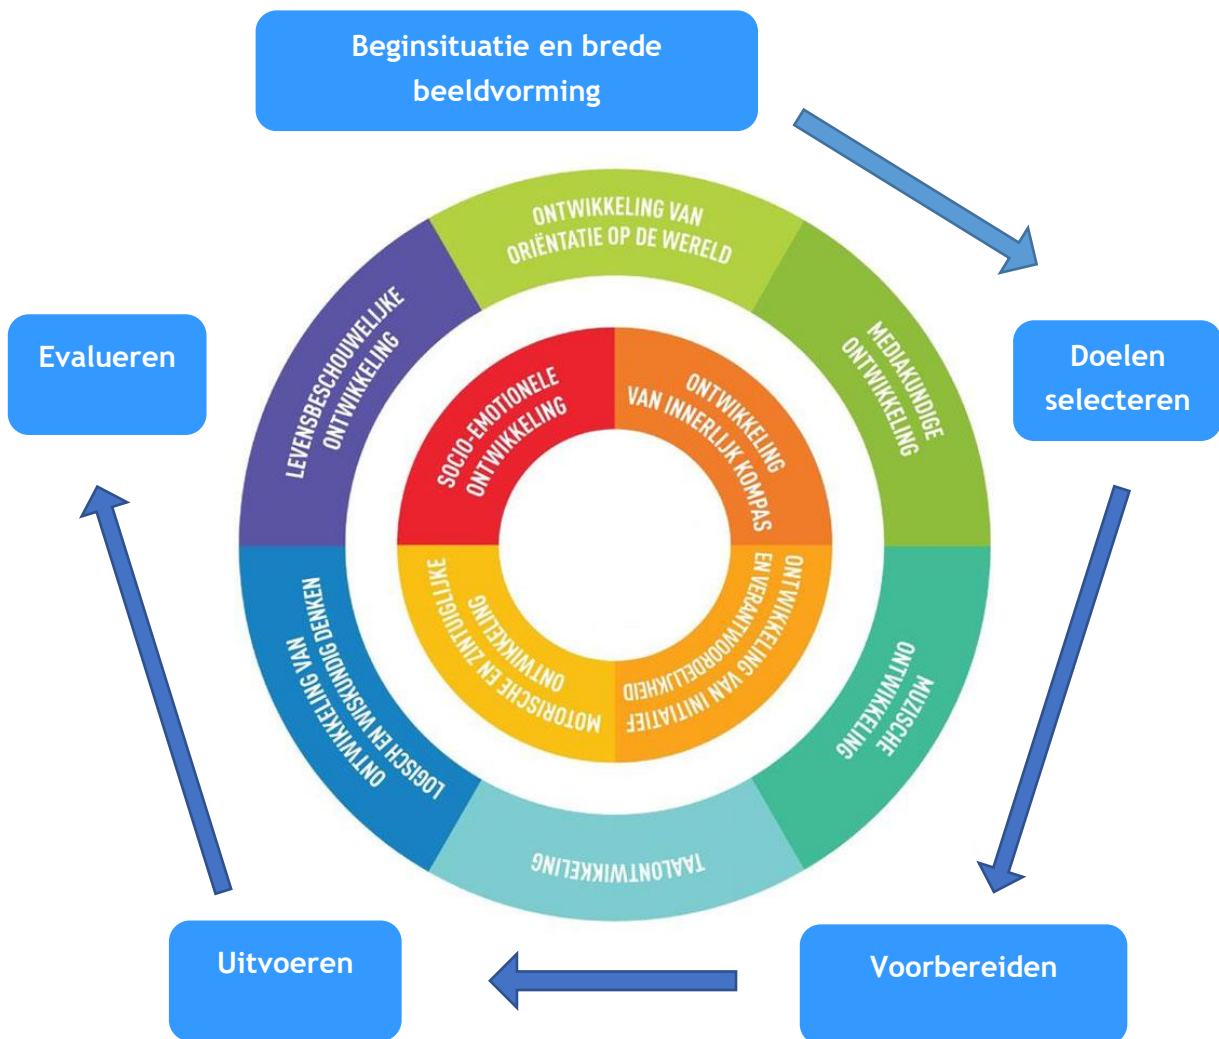 Beginsituatie en brede
beeldvorming
ONTWIKKELING VAN
ORIËNTATIE OP DE WERELD
LEVENSBESCHOUWELIJKE
ONTWIKKELING
MEDIAKUNDIGE
ONTWIKKELING
Evalueren
Doelen
selecteren
SOCIO-EMOTIONELE
ONTWIKKELING
ONTWIKKELING
VAN INNERLIJK KOMPAS
MOTORISCHE EN ZINTUIGLIJKE
ONTWIKKELING
ONTWIKKELING VAN INITIATIEF
EN VERANTWOORDELIJKHEID
ONTWIKKELING VAN
LOGISCH EN WISKUNDIG DENKEN
MUZISCHE
ONTWIKKELING
TAALONTWIKKELING
Uitvoeren
Voorbereiden